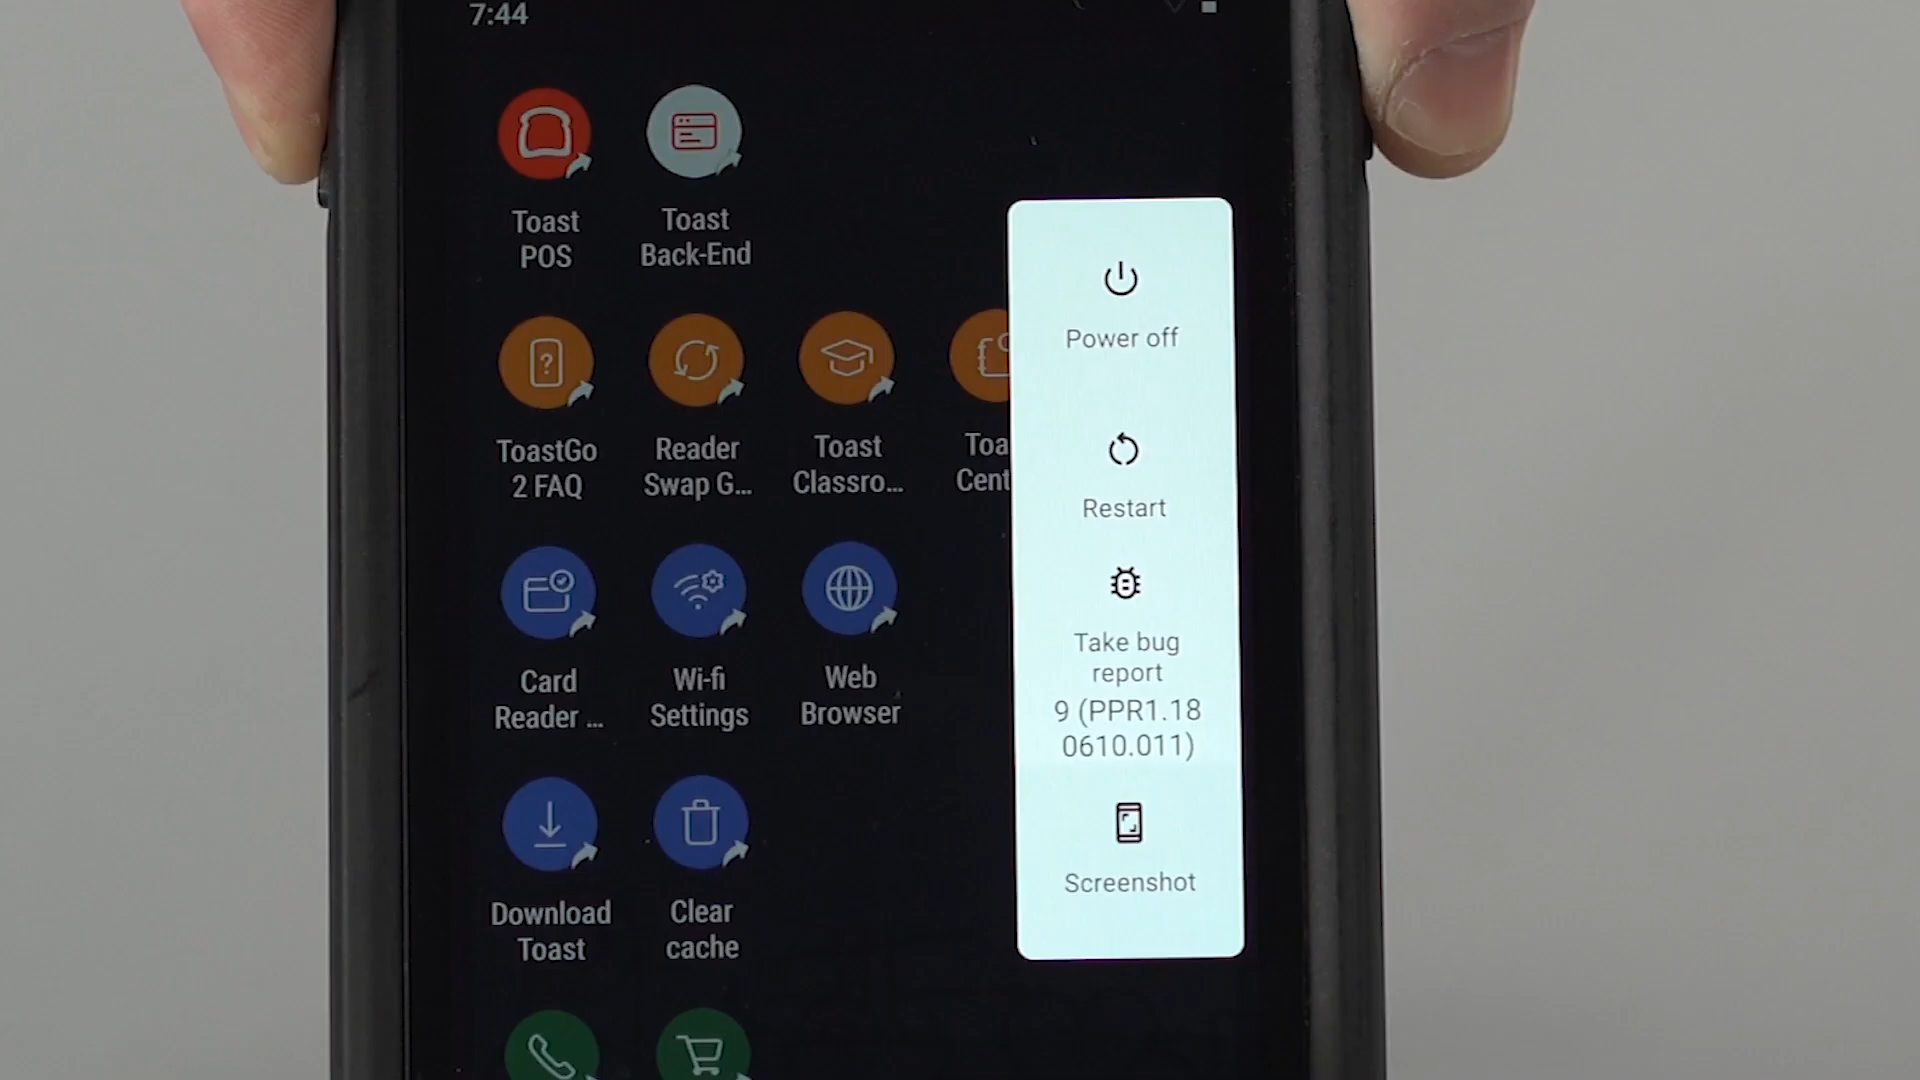 7:44
Toast
POS
Toast
Back-End
ToastGo
2 FAQ
Reader
Swap G...
Toast
Classro...
Toa
Cent
Card
Reader ...
Wi-fi
Settings
Web
Browser
Download
Toast
Clear
cache
Power off
Restart
Take bug
report
9 (PPR1.18
0610.011)
Screenshot